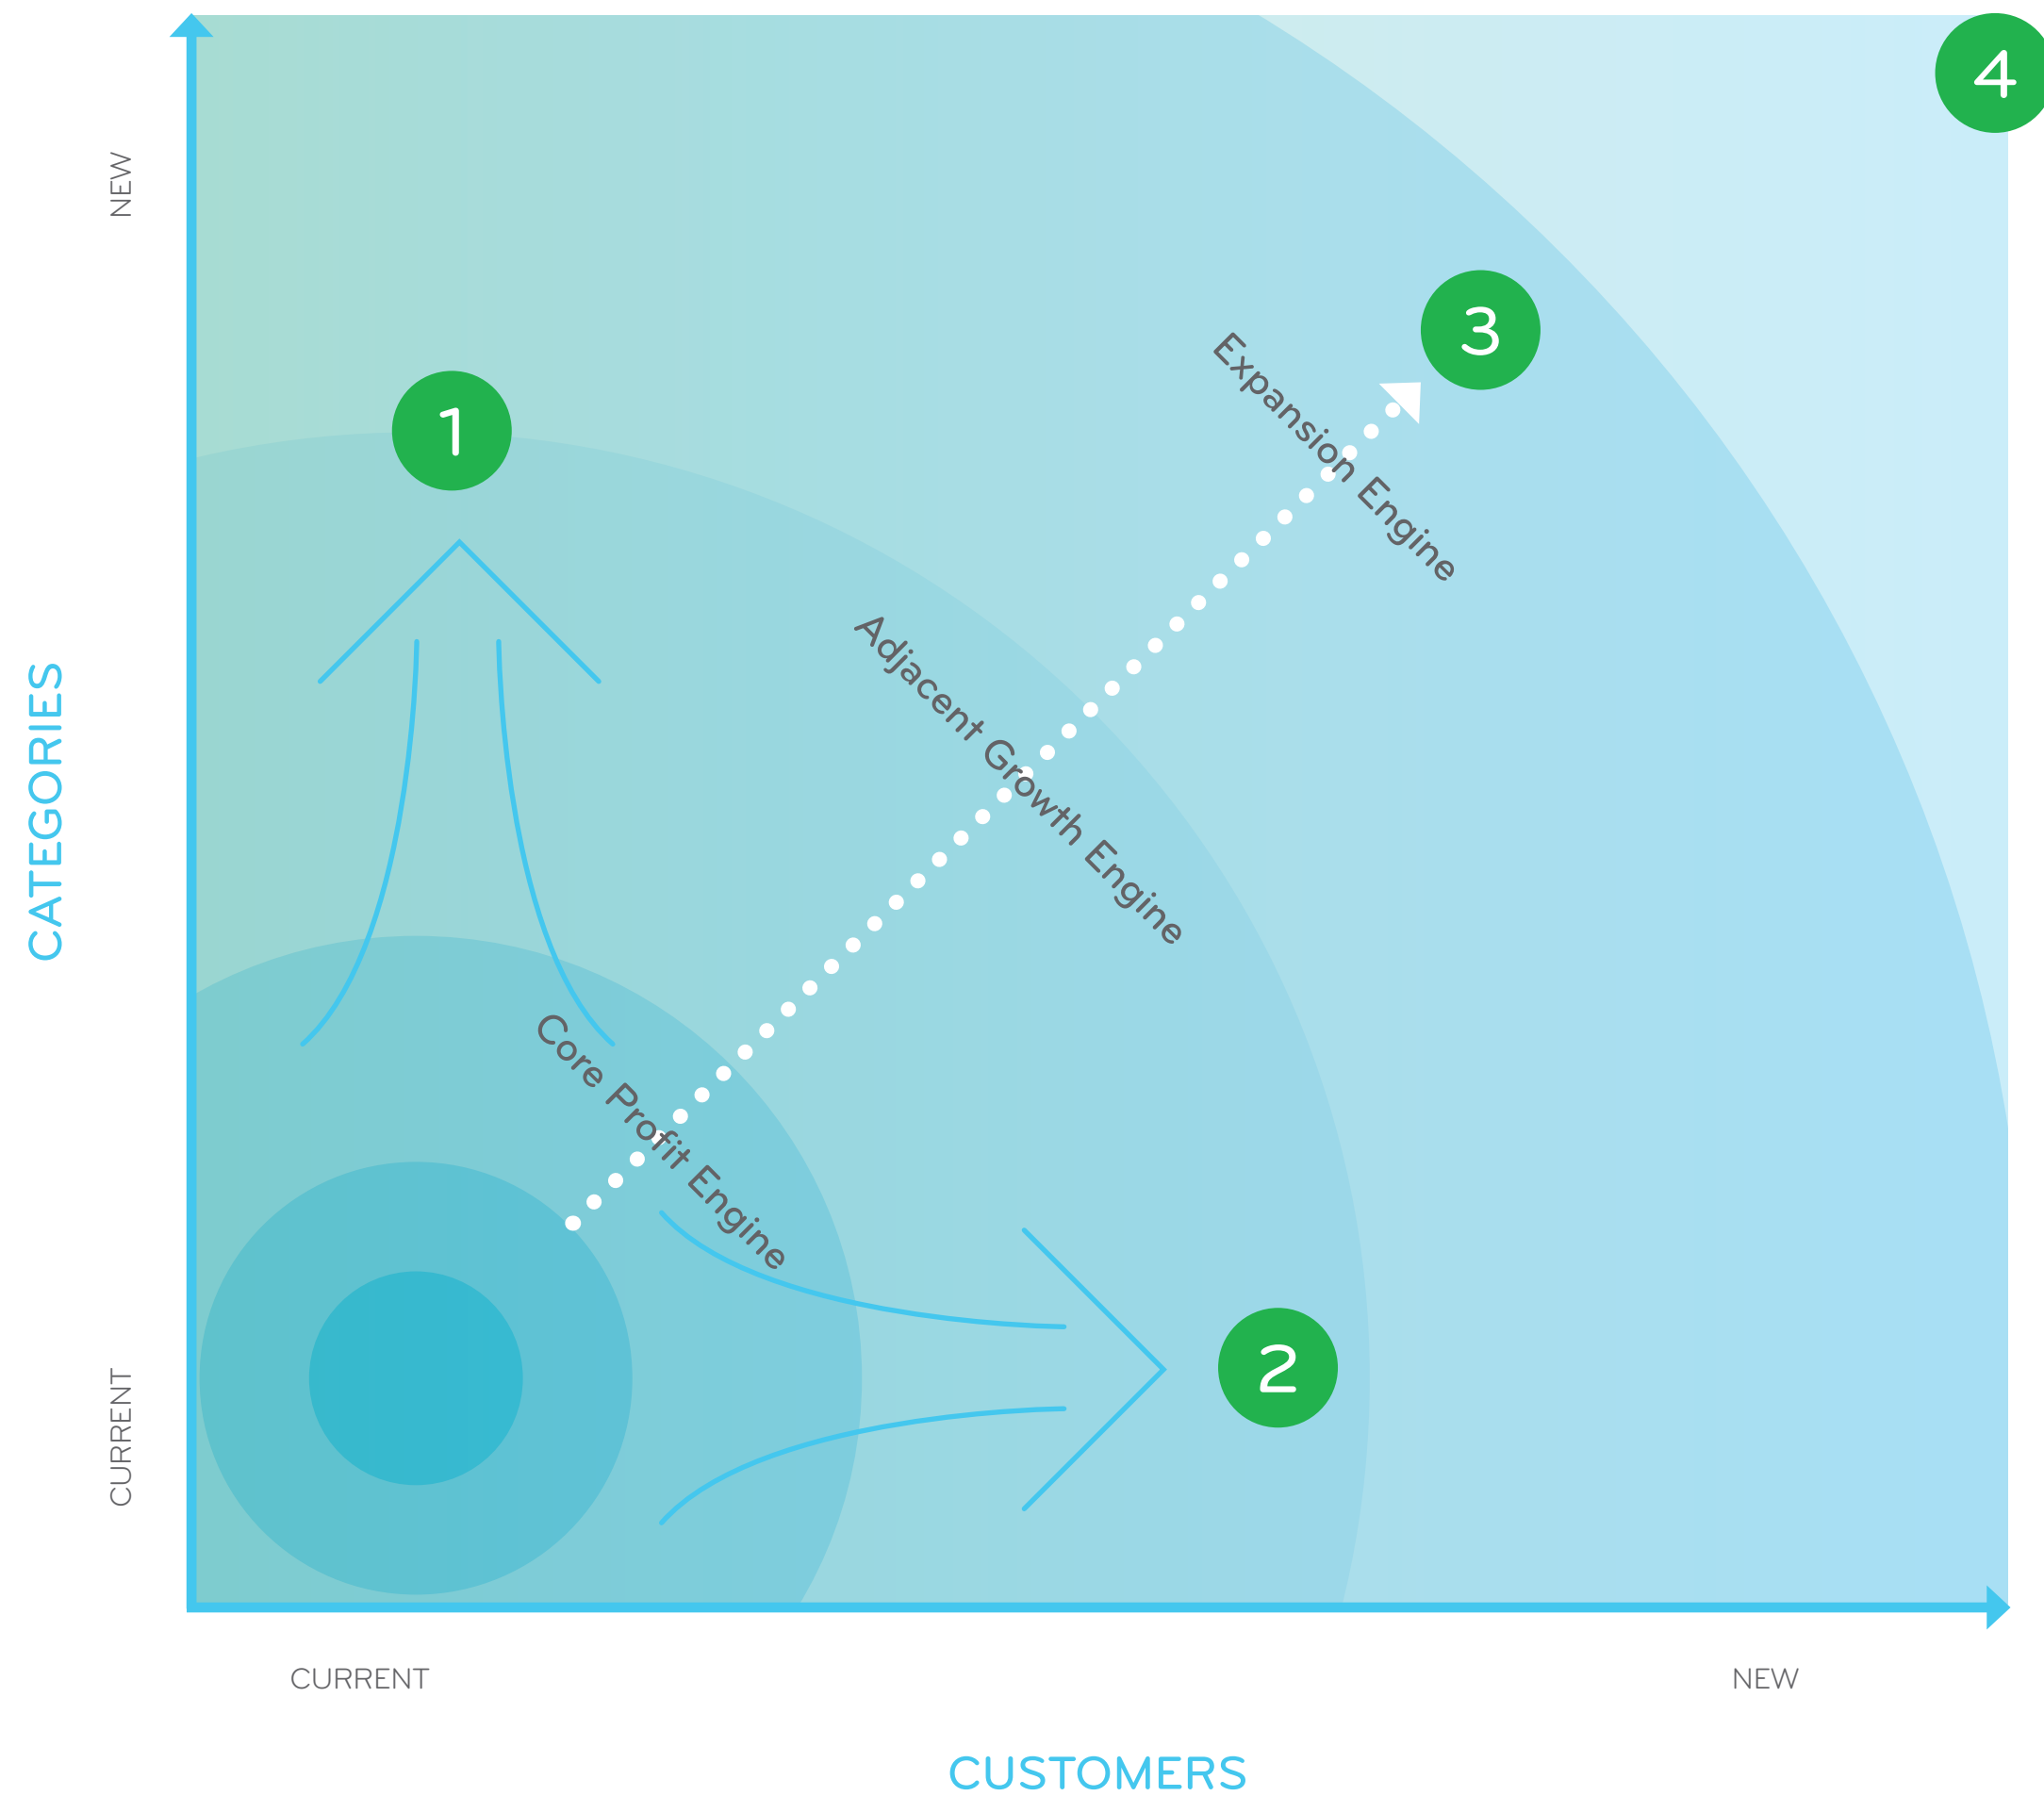 4
NEW
3
Expansion Engine
1
Adjacent Growth Engine
CATEGORIES
Core Profit Engine
2
CURRENT
CURRENT
NEW
CUSTOMERS